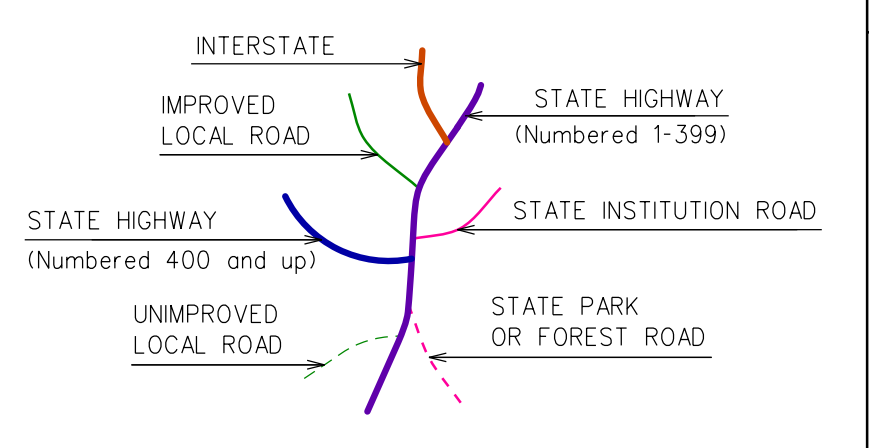 INTERSTATE
IMPROVED
LOCAL ROAD
STATE HIGHWAY
(Numbered 1-399)
STATE HIGHWAY
(Numbered 400 and up)
STATE INSTITUTION ROAD
UNIMPROVED
LOCAL ROAD
STATE PARK
OR FOREST ROAD